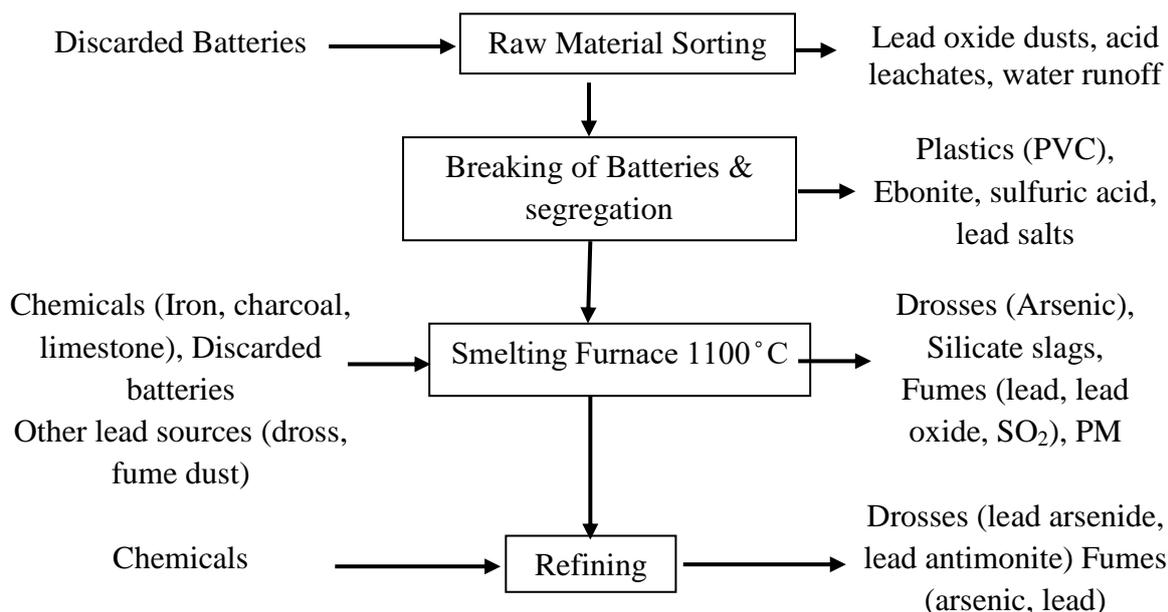 Discarded Batteries
Raw Material Sorting
Lead oxide dusts, acid
leachates, water runoff
Breaking of Batteries &
segregation
Plastics (PVC),
Ebonite, sulfuric acid,
lead salts
Chemicals (Iron, charcoal,
limestone), Discarded
batteries
Other lead sources (dross,
fume dust)
Smelting Furnace 1100˚C
Drosses (Arsenic),
Silicate slags,
Fumes (lead, lead
oxide, SO₂), PM
Chemicals
Refining
Drosses (lead arsenide,
lead antimonite) Fumes
(arsenic, lead)